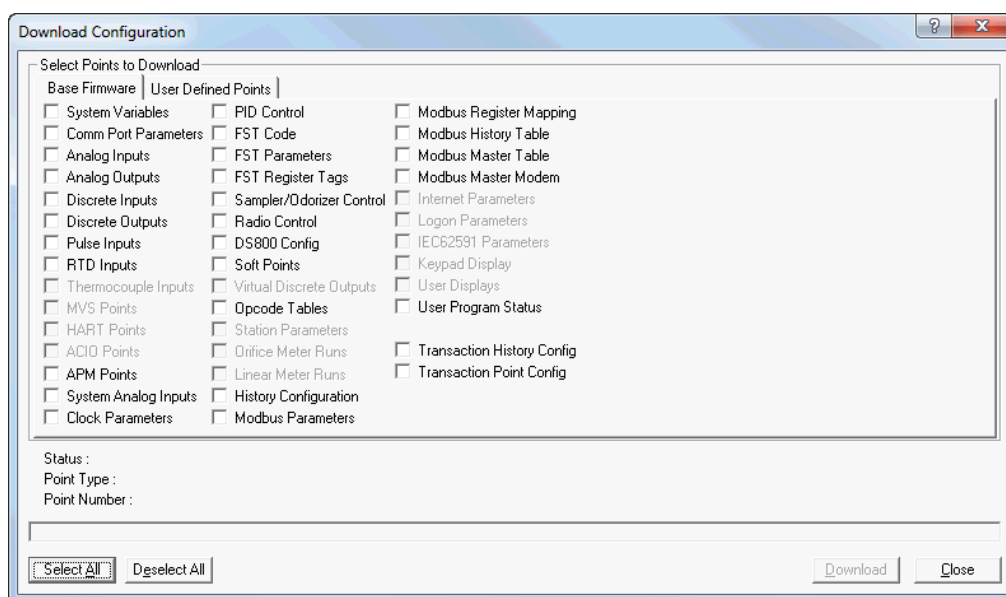 Download Configuration
Select Points to Download
Base Firmware User Defined Points
System Variables PID Control Modbus Register Mapping
Comm Port Parameters FST Code Modbus History Table
Analog Inputs FST Parameters Modbus Master Table
Analog Outputs FST Register Tags Modbus Master Modem
Discrete Inputs Sampler/Odorizer Control Internet Parameters
Discrete Outputs Radio Control Logon Parameters
Pulse Inputs DS800 Config IEC62591 Parameters
RTD Inputs Soft Points Keypad Display
Thermocouple Inputs Virtual Discrete Outputs User Displays
MVS Points Opcode Tables User Program Status
HART Points Station Parameters
ACIO Points Orifice Meter Runs Transaction History Config
APM Points Linear Meter Runs Transaction Point Config
System Analog Inputs History Configuration
Clock Parameters Modbus Parameters
Status :
Point Type :
Point Number :
Select All Deselect All Download Close